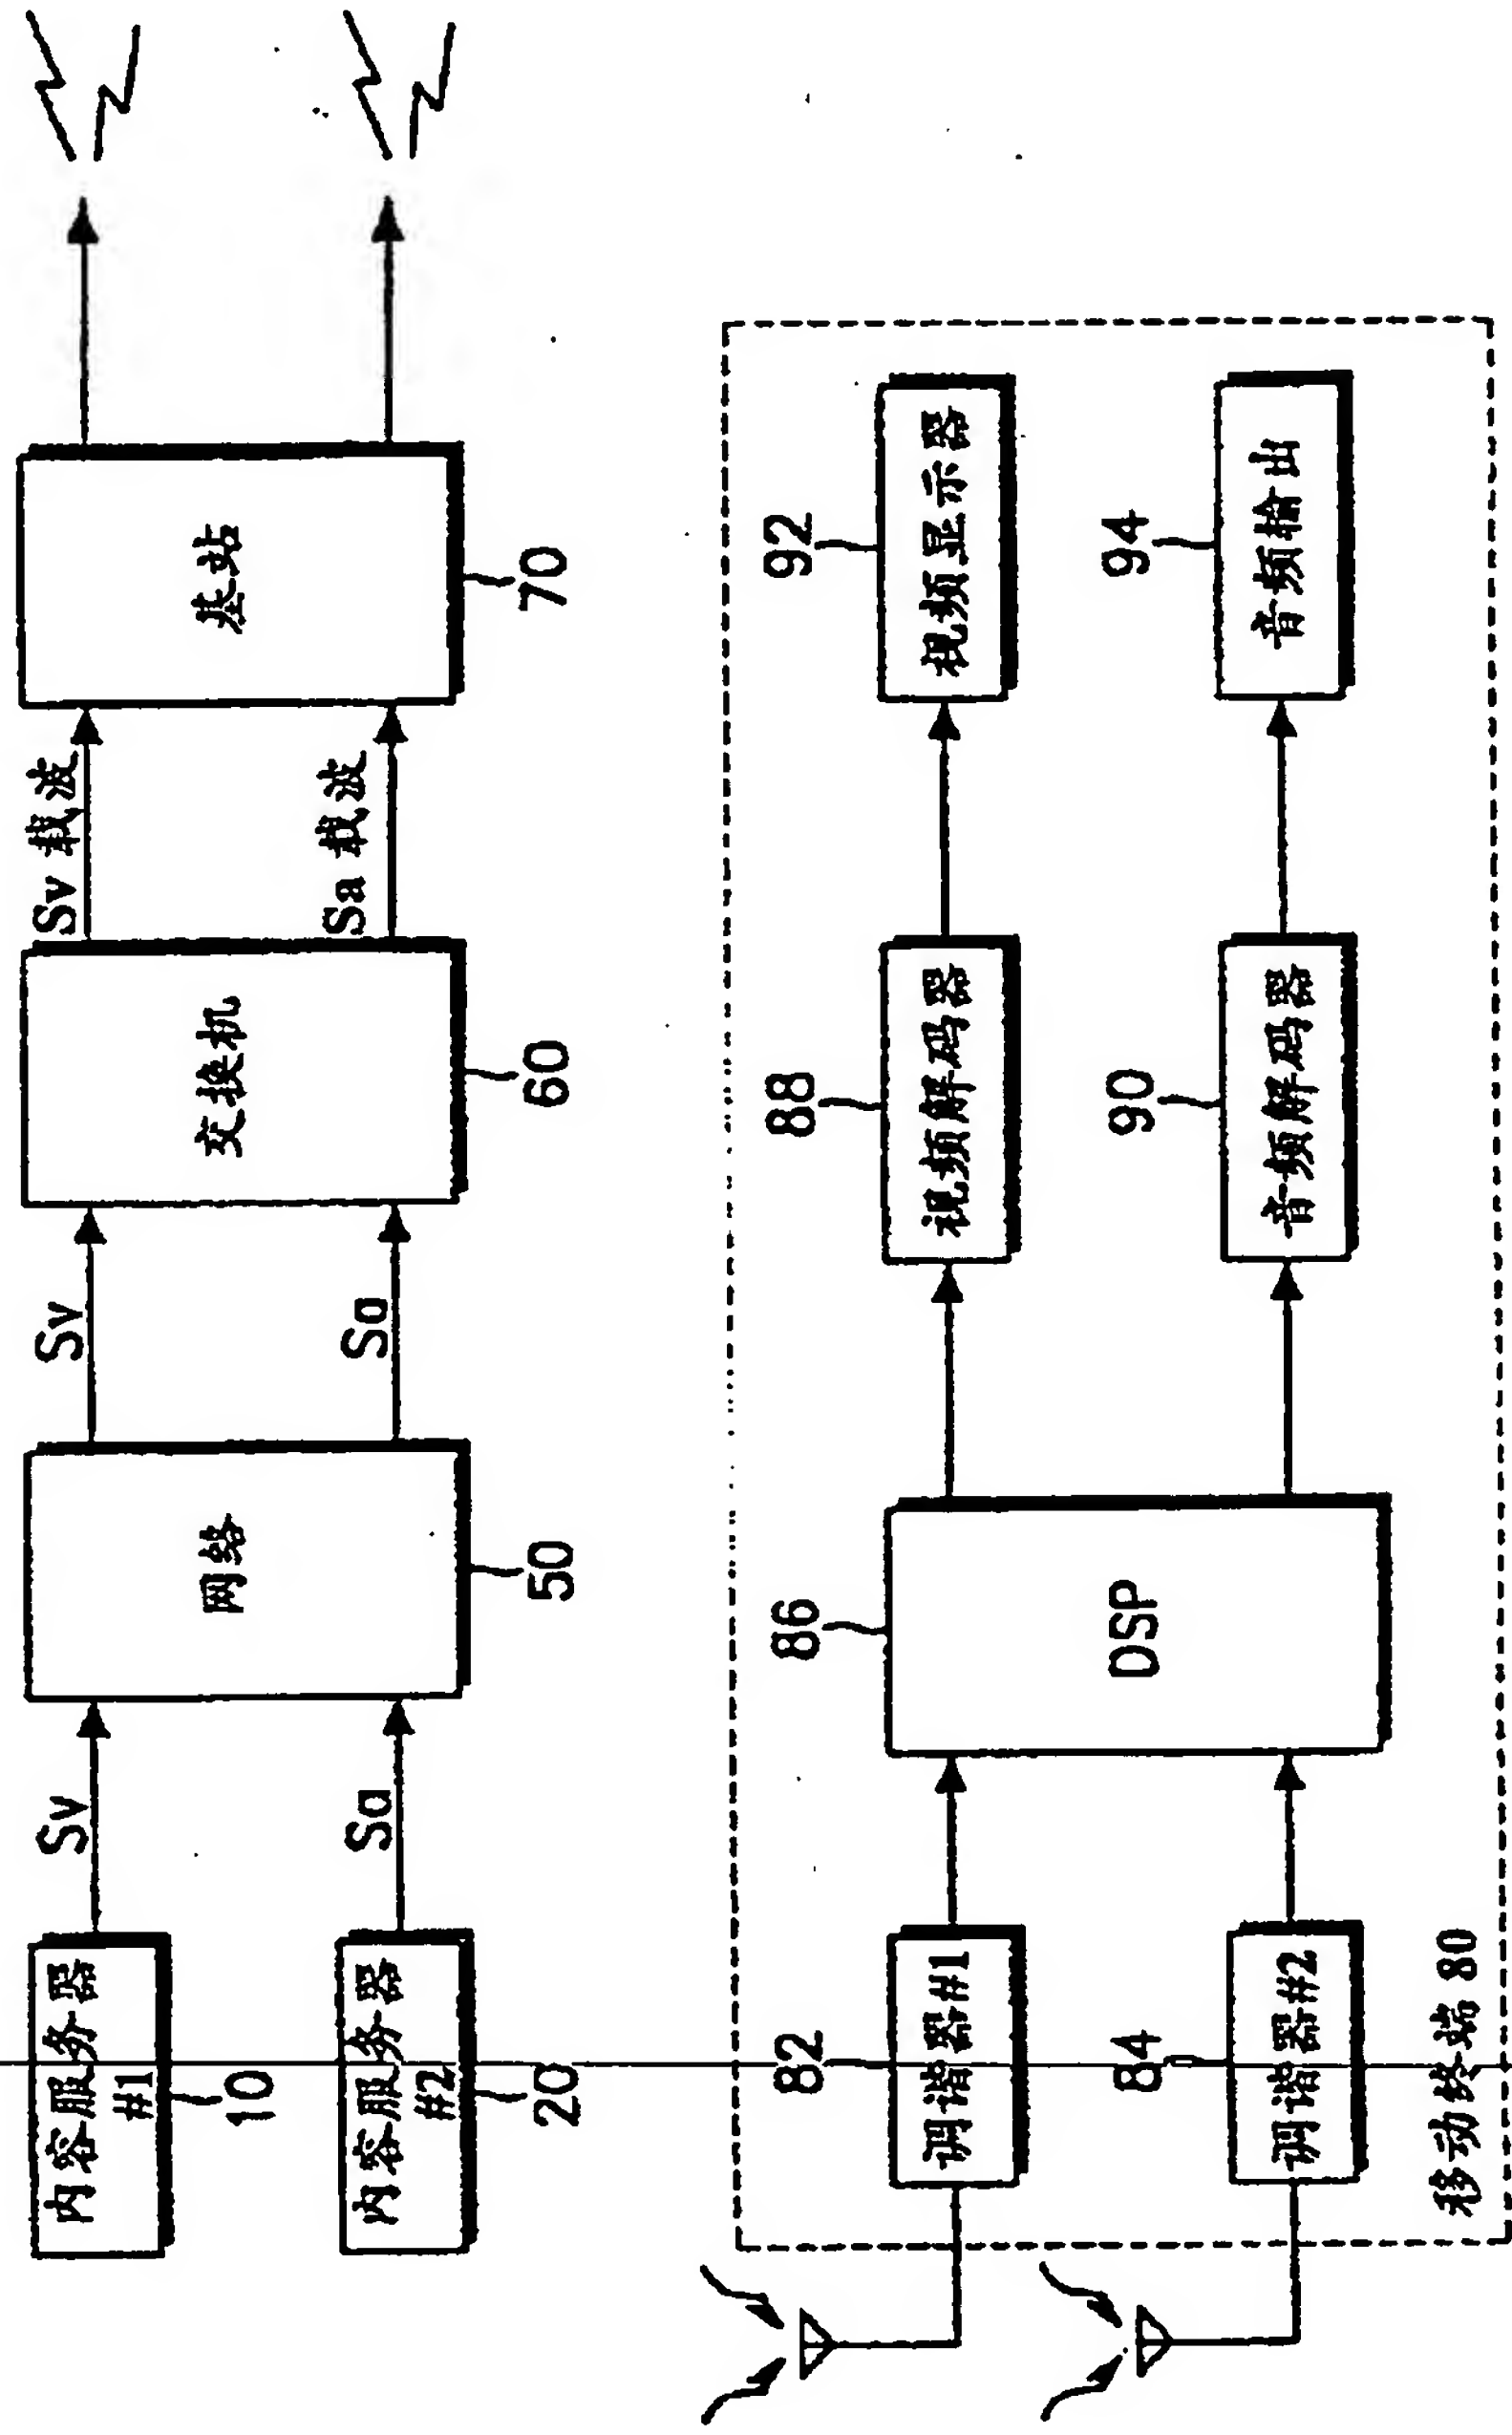 内容服务器
#1
10
Sv
网络
50
Sv
交换机
60
Sv 载波
基站
70
内容服务器
#2
20
Sa
Sa
Sa 载波
82
调谐器#1
86
DSP
88
视频解码器
92
视频显示器
84
调谐器#2
90
音频解码器
94
音频输出
移动终端 80